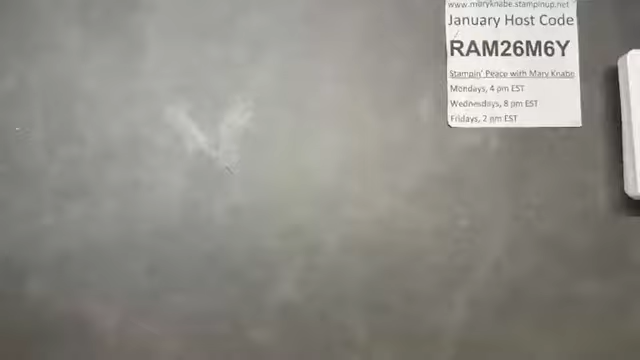 www.maryknabe.stampinup.net
January Host Code
RAM26M6Y
Stampin' Peace with Mary Knabe
Mondays, 4 pm EST
Wednesdays, 8 pm EST
Fridays, 2 pm EST